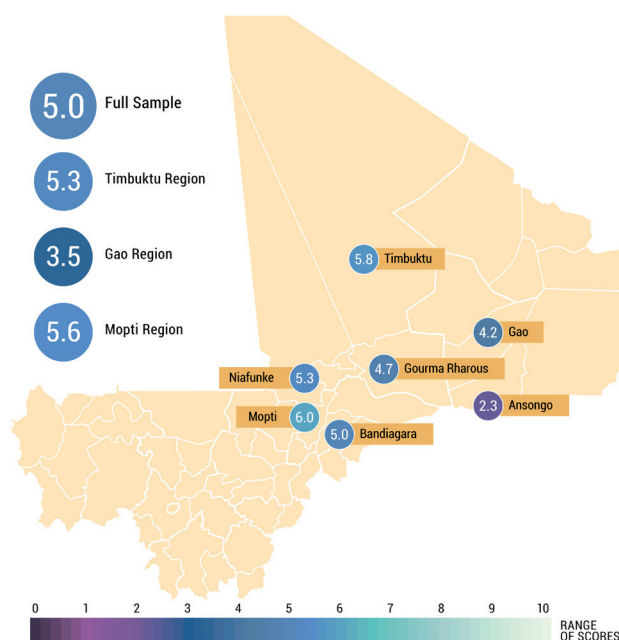 5.0 Full Sample
5.3 Timbuktu Region
3.5 Gao Region
5.6 Mopti Region
5.8 Timbuktu
4.2 Gao
4.7 Gourma Rharous
Niafunke 5.3
2.3 Ansongo
Mopti 6.0
5.0 Bandiagara
0 1 2 3 4 5 6 7 8 9 10
RANGE
OF SCORES